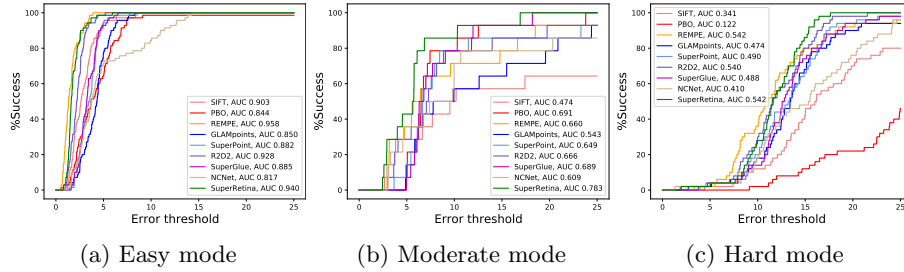 %Success
100
80
60
40
20
0
SIFT, AUC 0.903
PBO, AUC 0.844
REMPE, AUC 0.958
GLAMpoints, AUC 0.850
SuperPoint, AUC 0.882
R2D2, AUC 0.928
SuperGlue, AUC 0.885
NCNet, AUC 0.817
SuperRetina, AUC 0.940
0 5 10 15 20 25
Error threshold
(a) Easy mode
%Success
100
80
60
40
20
0
SIFT, AUC 0.474
PBO, AUC 0.691
REMPE, AUC 0.660
GLAMpoints, AUC 0.543
SuperPoint, AUC 0.649
R2D2, AUC 0.666
SuperGlue, AUC 0.689
NCNet, AUC 0.609
SuperRetina, AUC 0.783
0 5 10 15 20 25
Error threshold
(b) Moderate mode
%Success
100
80
60
40
20
0
SIFT, AUC 0.341
PBO, AUC 0.122
REMPE, AUC 0.542
GLAMpoints, AUC 0.474
SuperPoint, AUC 0.490
R2D2, AUC 0.540
SuperGlue, AUC 0.488
NCNet, AUC 0.410
SuperRetina, AUC 0.542
0 5 10 15 20 25
Error threshold
(c) Hard mode